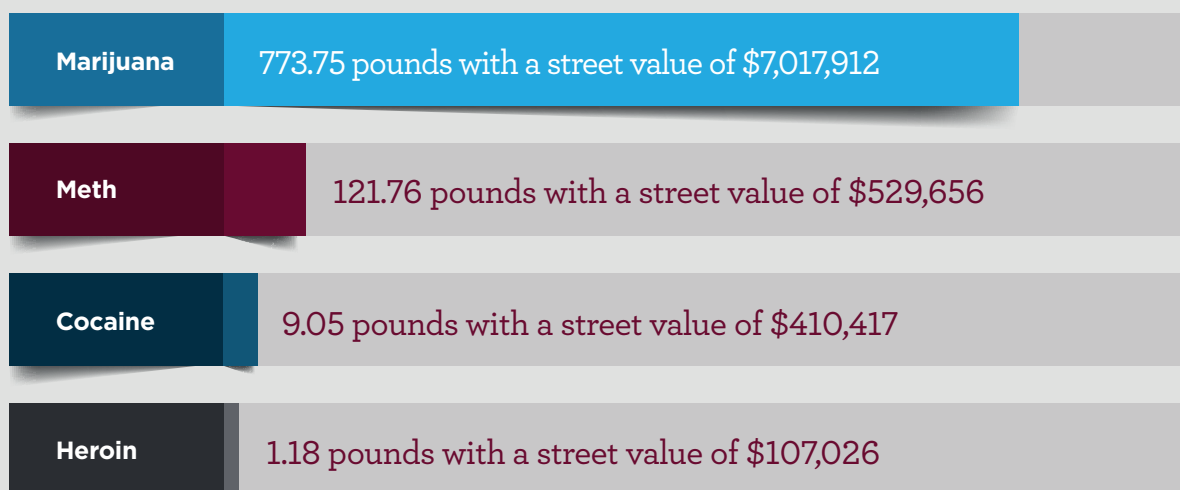 Marijuana 773.75 pounds with a street value of $7,017,912
Meth 121.76 pounds with a street value of $529,656
Cocaine 9.05 pounds with a street value of $410,417
Heroin 1.18 pounds with a street value of $107,026